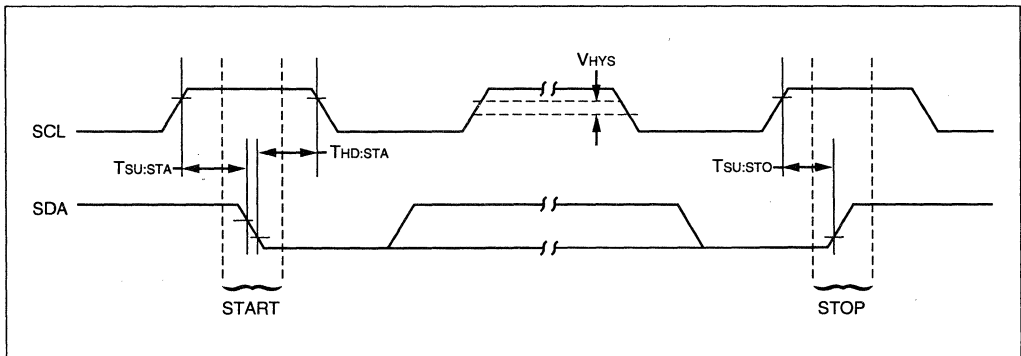 VHYS
SCL
THD:STA
TSU:STA
TSU:STO
SDA
START
STOP